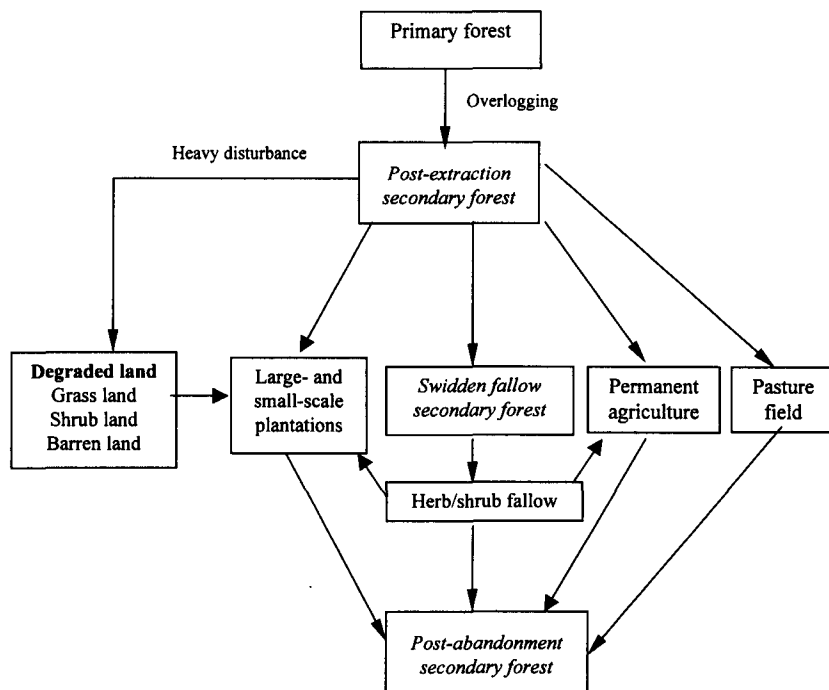 Primary forest
Overlogging
Heavy disturbance
Post-extraction
secondary forest
Degraded land
Grass land
Shrub land
Barren land
Large- and
small-scale
plantations
Swidden fallow
secondary forest
Permanent
agriculture
Pasture
field
Herb/shrub fallow
Post-abandonment
secondary forest